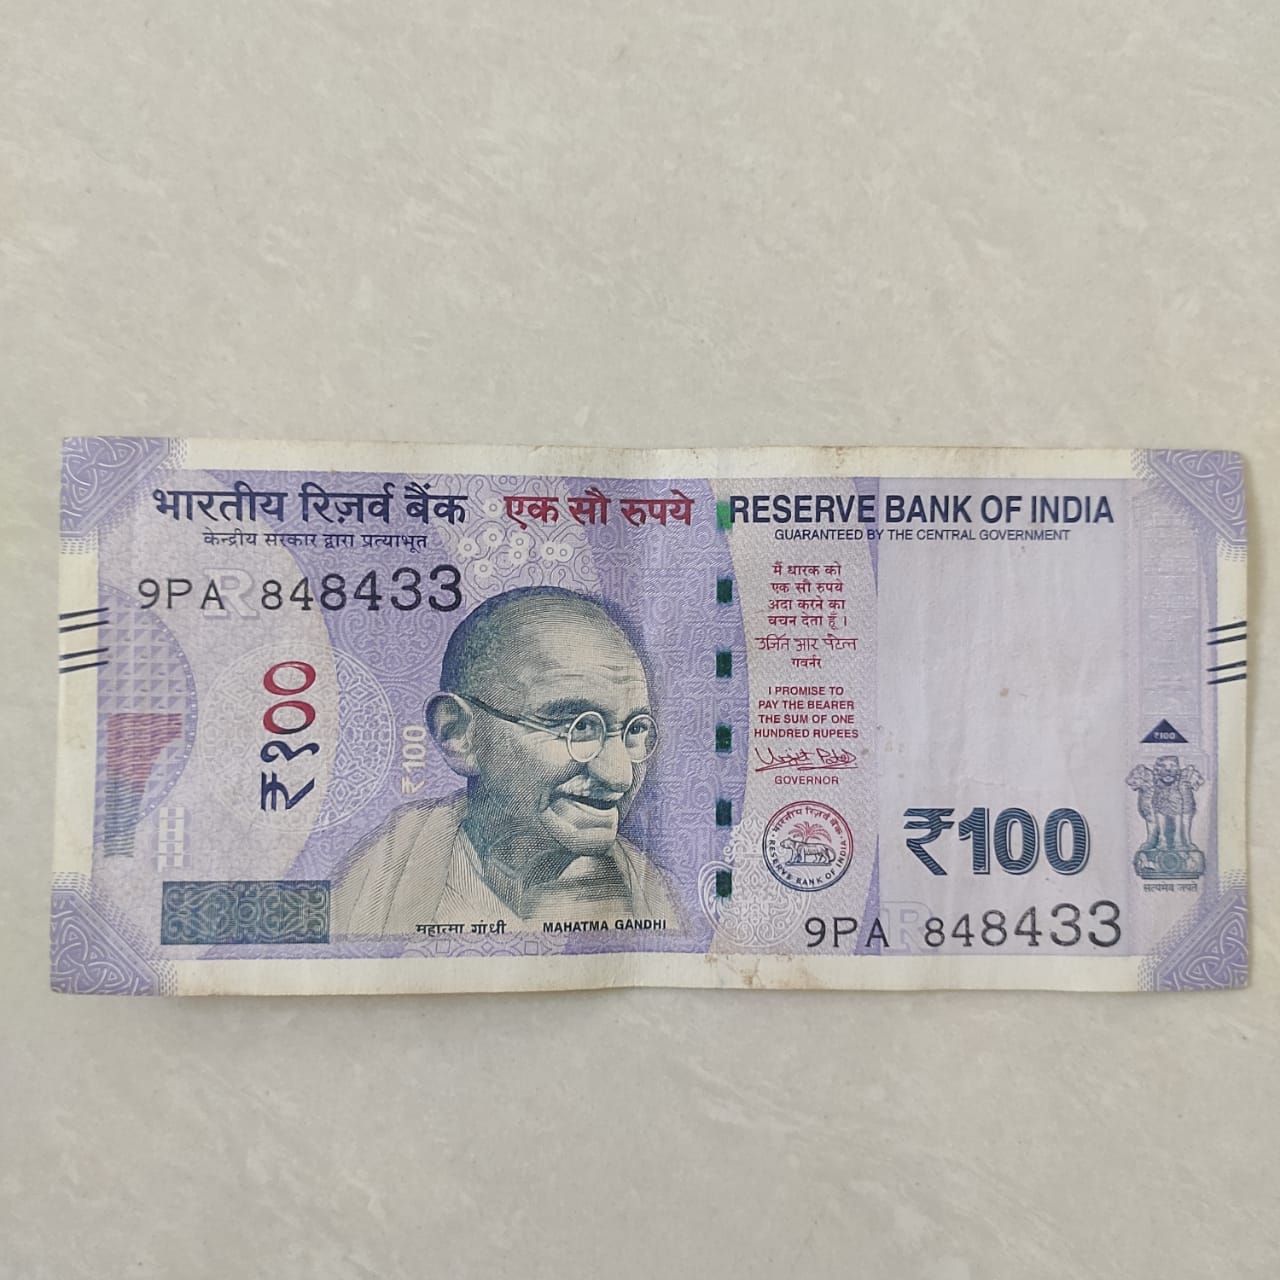 भारतीय रिज़र्व बैंक एक सौ रुपये RESERVE BANK OF INDIA
केन्द्रीय सरकार द्वारा प्रत्याभूत GUARANTEED BY THE CENTRAL GOVERNMENT
9PA R 848433
मैं धारक को
एक सौ रुपये
अदा करने का
वचन देता हूँ ।
उर्जित आर पटेल
गवर्नर
₹१००
₹100
I PROMISE TO
PAY THE BEARER
THE SUM OF ONE
HUNDRED RUPEES
Urjit Patel
GOVERNOR
₹100
भारतीय रिज़र्व बैंक
RESERVE BANK OF INDIA
₹100
सत्यमेव जयते
महात्मा गांधी MAHATMA GANDHI
9PA R 848433